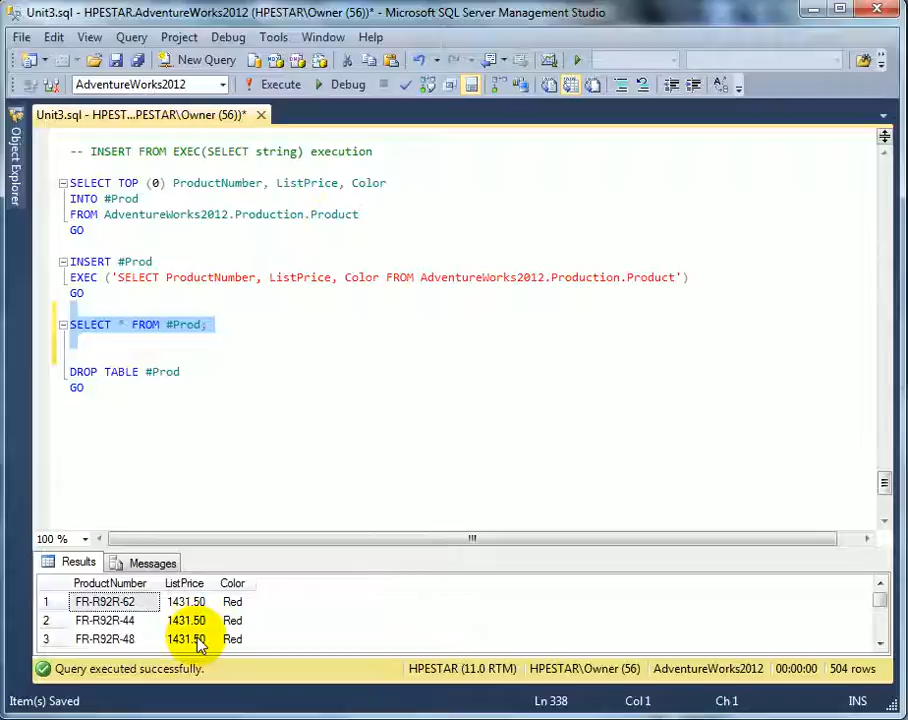 Unit3.sql - HPESTAR.AdventureWorks2012 (HPESTAR\Owner (56))* - Microsoft SQL Server Management Studio
File Edit View Query Project Debug Tools Window Help
New Query
AdventureWorks2012 Execute Debug
Unit3.sql - HPEST...PESTAR\Owner (56))*
Object Explorer
-- INSERT FROM EXEC(SELECT string) execution
SELECT TOP (0) ProductNumber, ListPrice, Color
INTO #Prod
FROM AdventureWorks2012.Production.Product
GO
INSERT #Prod
EXEC ('SELECT ProductNumber, ListPrice, Color FROM AdventureWorks2012.Production.Product')
GO
SELECT * FROM #Prod;
DROP TABLE #Prod
GO
100 %
Results Messages
ProductNumber ListPrice Color
1 FR-R92R-62 1431.50 Red
2 FR-R92R-44 1431.50 Red
3 FR-R92R-48 1431.50 Red
Query executed successfully. HPESTAR (11.0 RTM) HPESTAR\Owner (56) AdventureWorks2012 00:00:00 504 rows
Item(s) Saved Ln 338 Col 1 Ch 1 INS